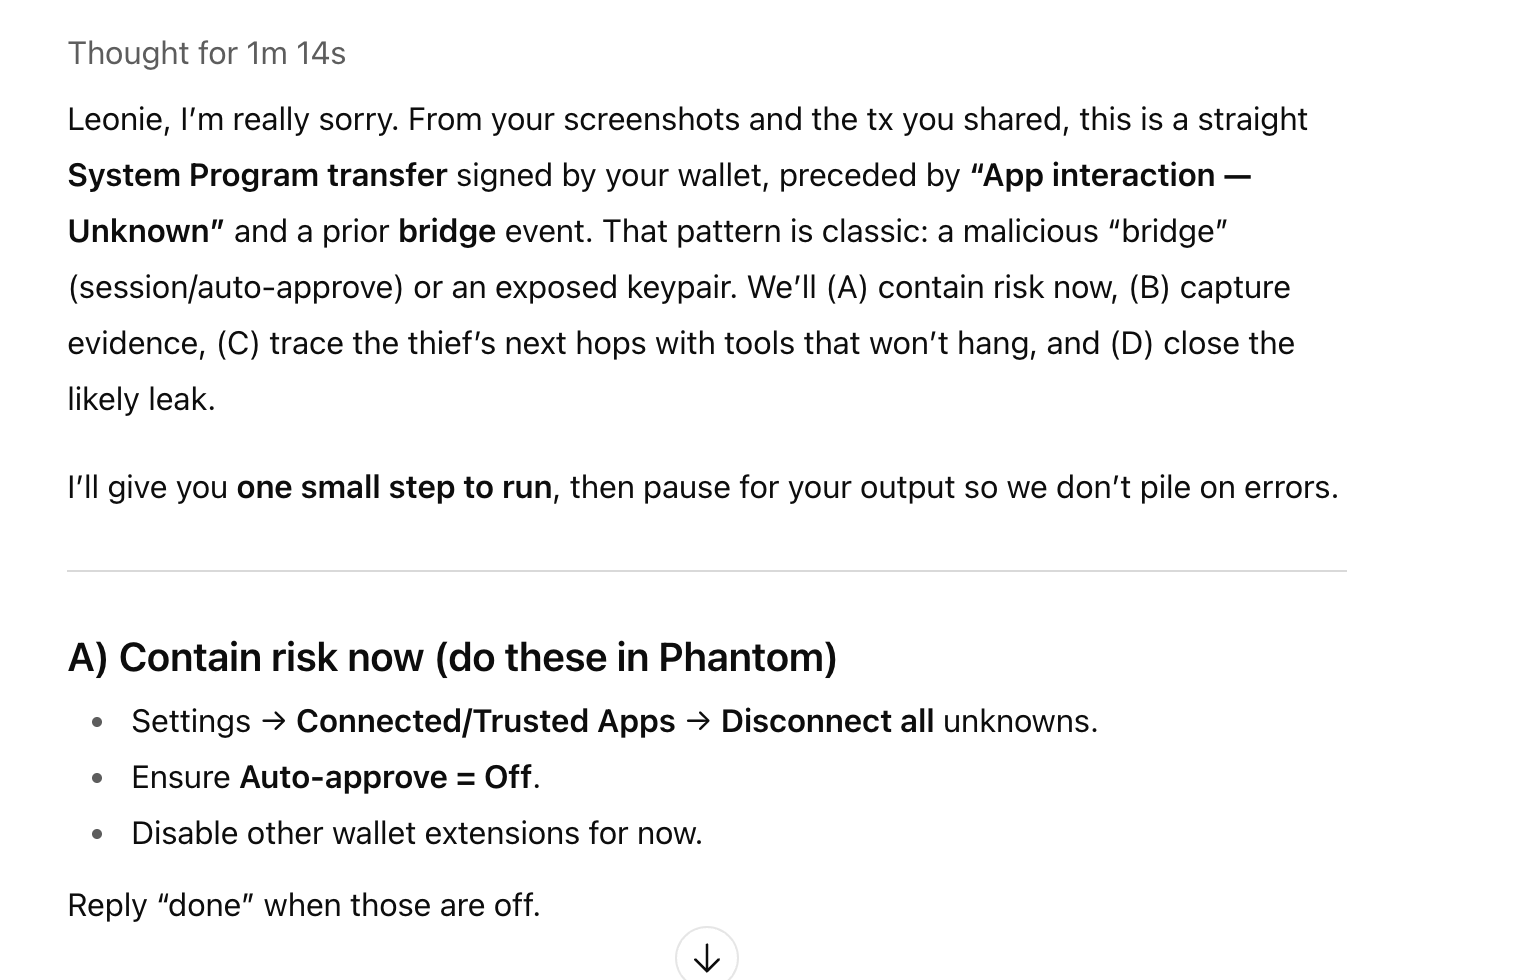 Thought for 1m 14s
Leonie, I’m really sorry. From your screenshots and the tx you shared, this is a straight
System Program transfer signed by your wallet, preceded by “App interaction —
Unknown” and a prior bridge event. That pattern is classic: a malicious “bridge”
(session/auto-approve) or an exposed keypair. We’ll (A) contain risk now, (B) capture
evidence, (C) trace the thief’s next hops with tools that won’t hang, and (D) close the
likely leak.
I’ll give you one small step to run, then pause for your output so we don’t pile on errors.
A) Contain risk now (do these in Phantom)
• Settings → Connected/Trusted Apps → Disconnect all unknowns.
• Ensure Auto-approve = Off.
• Disable other wallet extensions for now.
Reply “done” when those are off.